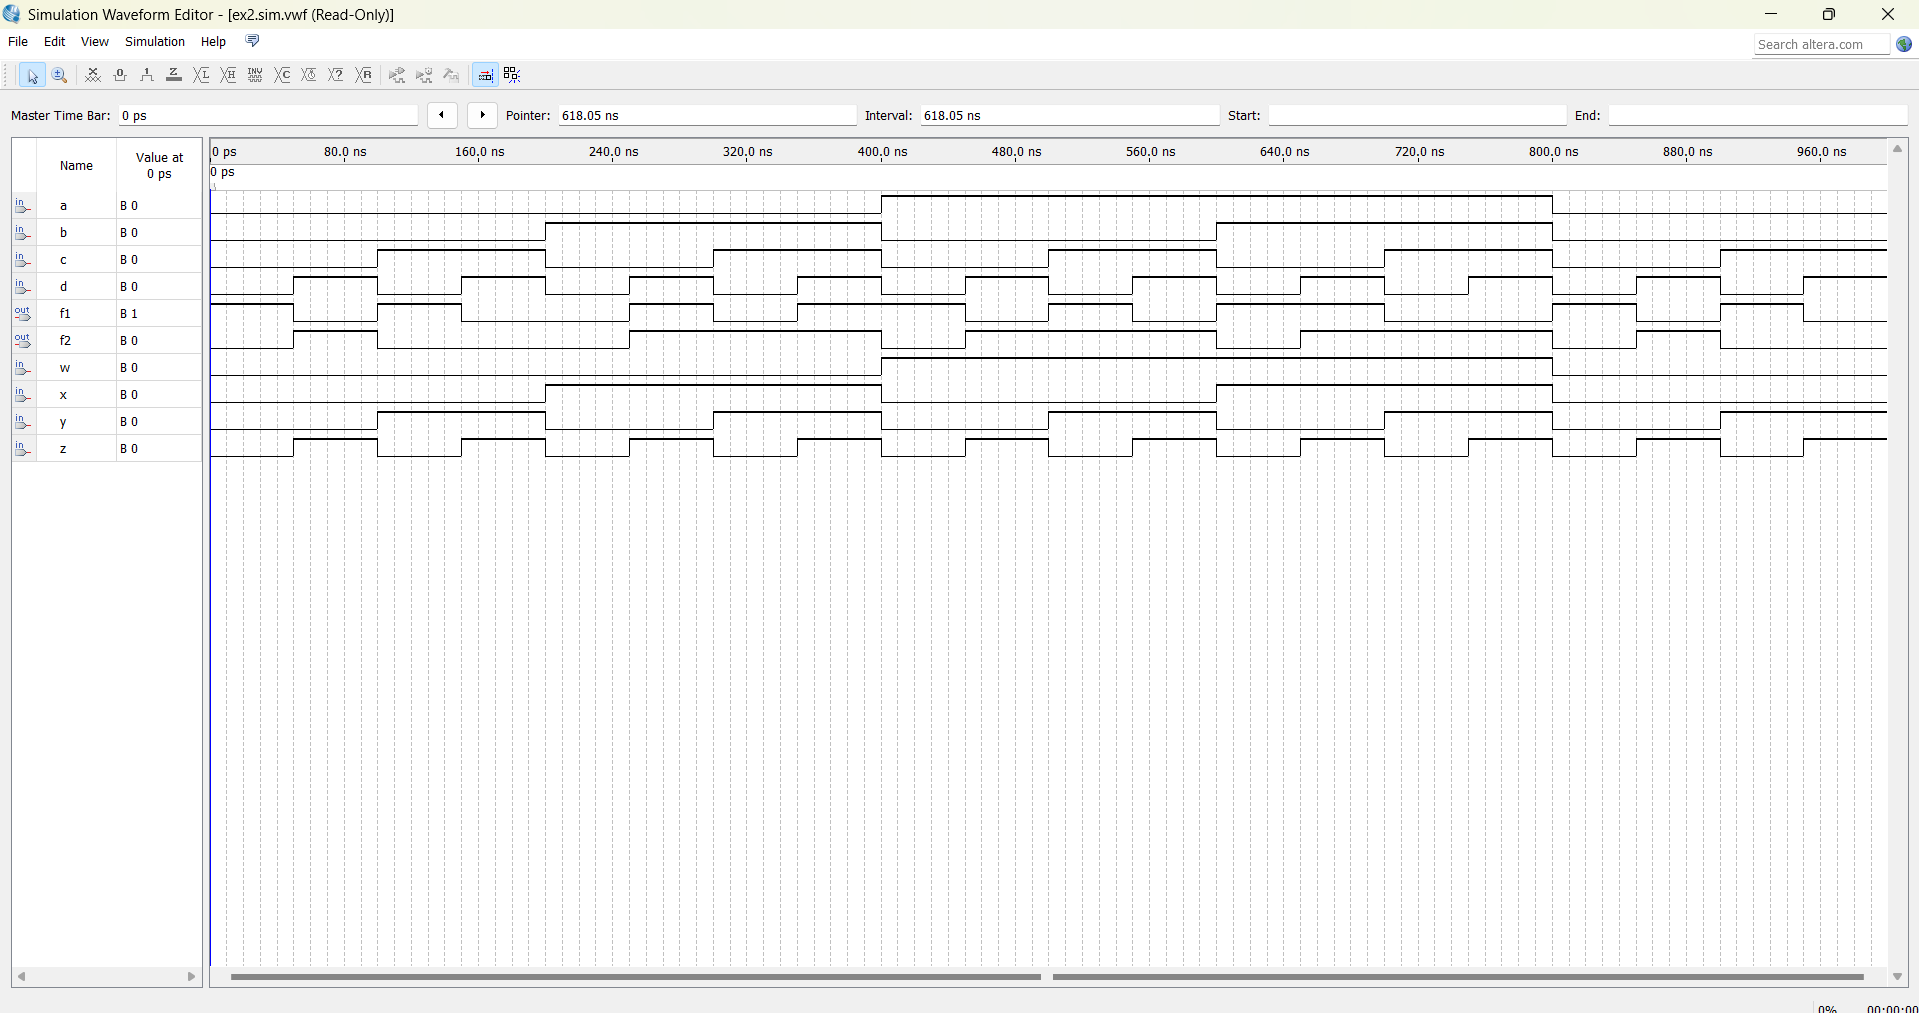 Simulation Waveform Editor - [ex2.sim.vwf (Read-Only)]
File Edit View Simulation Help
Search altera.com
Master Time Bar: 0 ps Pointer: 618.05 ns Interval: 618.05 ns Start: End:
Name Value at 0 ps
0 ps 80.0 ns 160.0 ns 240.0 ns 320.0 ns 400.0 ns 480.0 ns 560.0 ns 640.0 ns 720.0 ns 800.0 ns 880.0 ns 960.0 ns
0 ps
in a B 0
in b B 0
in c B 0
in d B 0
out f1 B 1
out f2 B 0
in w B 0
in x B 0
in y B 0
in z B 0
0% 00:00:00